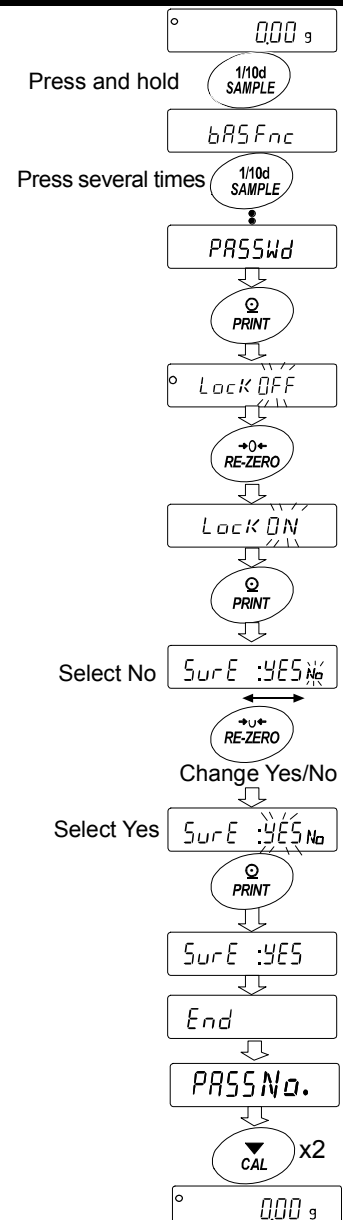 0.00 g
Press and hold
1/10d
SAMPLE
bASFnc
Press several times
1/10d
SAMPLE
PASSWd
PRINT
LocK OFF
→0←
RE-ZERO
LocK ON
PRINT
Select No
SurE :YES No
→0←
RE-ZERO
Change Yes/No
Select Yes
SurE :YES No
PRINT
SurE :YES
End
PASSNo.
CAL
x2
0.00 g